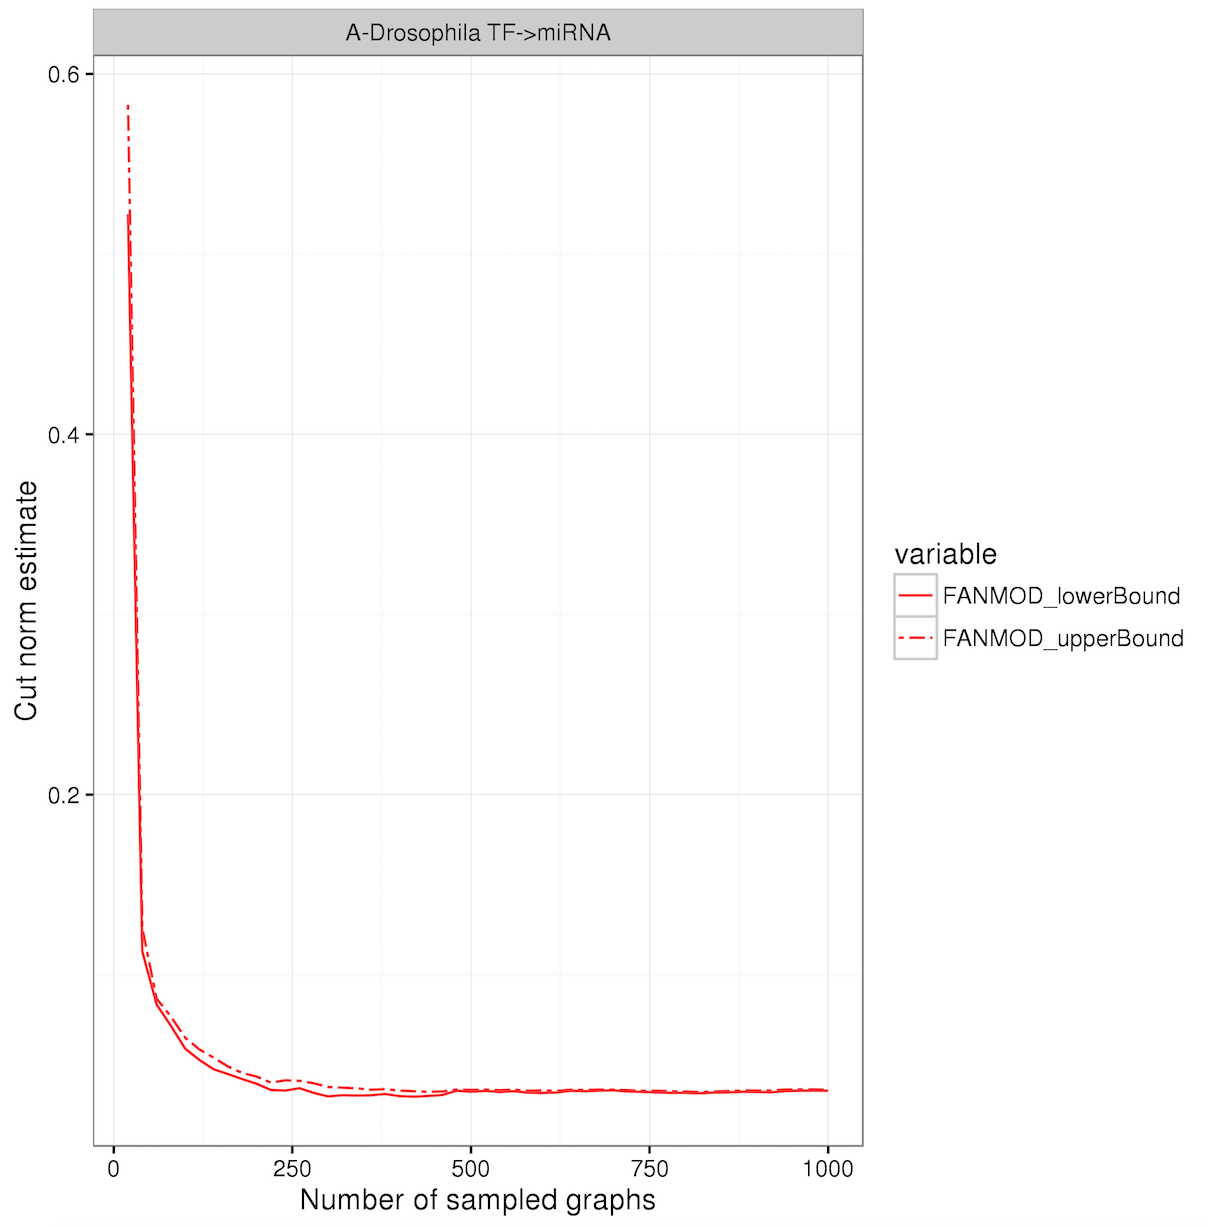 A-Drosophila TF->miRNA
0.6
0.4
0.2
Cut norm estimate
0
250
500
750
1000
Number of sampled graphs
variable
FANMOD_lowerBound
FANMOD_upperBound